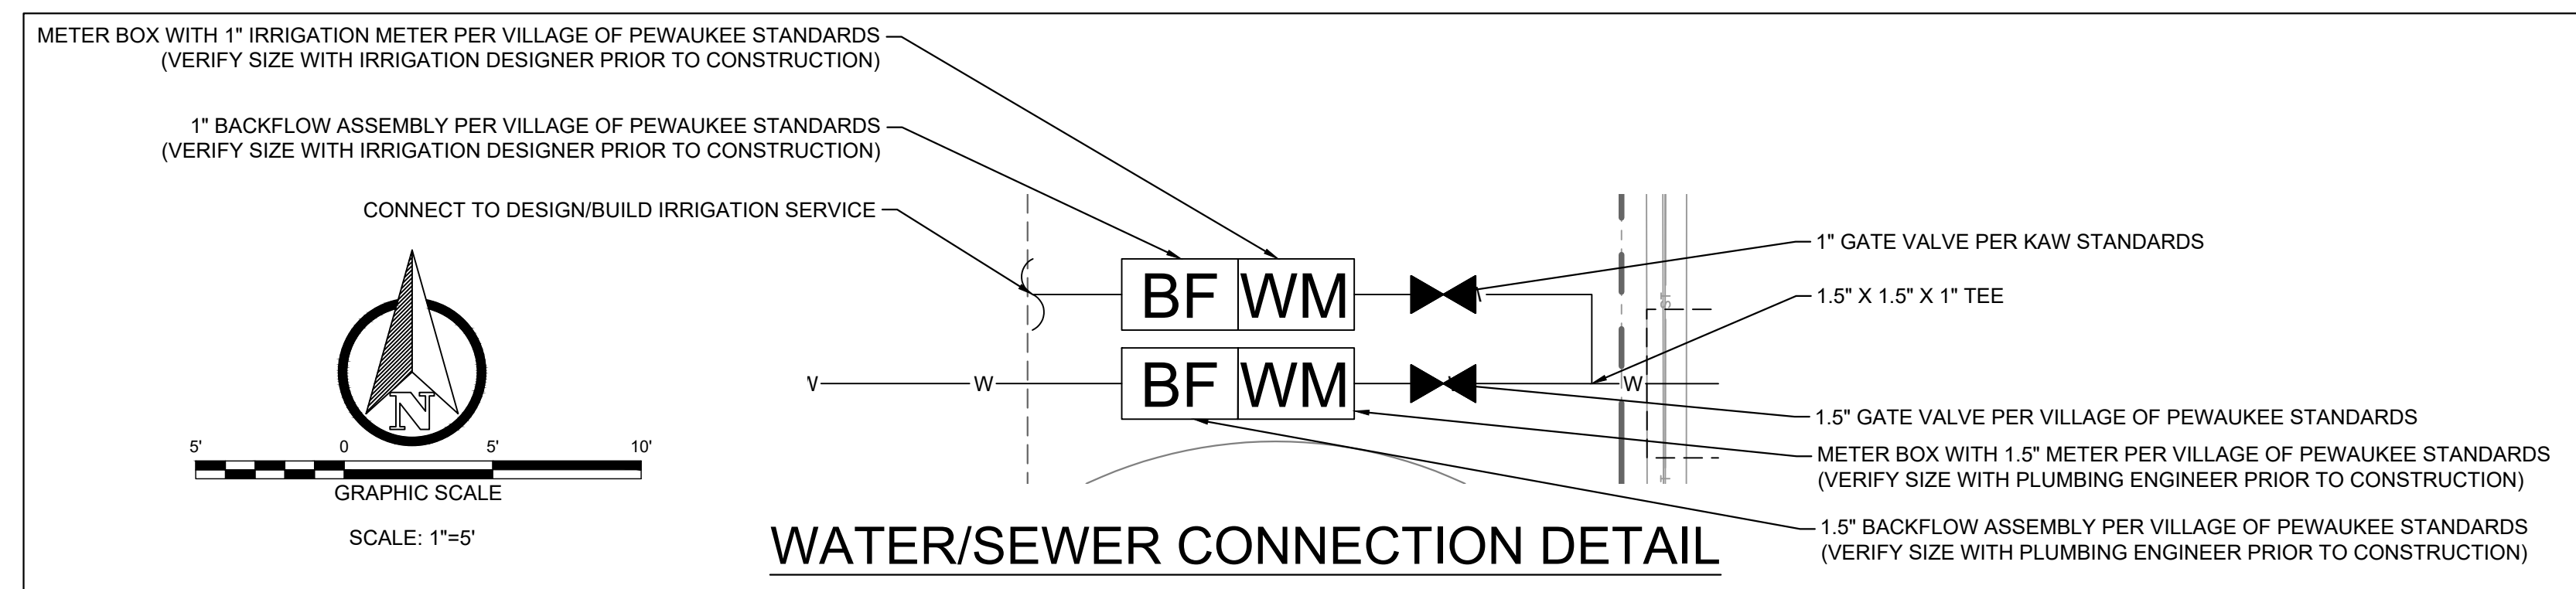 METER BOX WITH 1" IRRIGATION METER PER VILLAGE OF PEWAUKEE STANDARDS
(VERIFY SIZE WITH IRRIGATION DESIGNER PRIOR TO CONSTRUCTION)
1" BACKFLOW ASSEMBLY PER VILLAGE OF PEWAUKEE STANDARDS
(VERIFY SIZE WITH IRRIGATION DESIGNER PRIOR TO CONSTRUCTION)
CONNECT TO DESIGN/BUILD IRRIGATION SERVICE
1" GATE VALVE PER KAW STANDARDS
BF WM
ST
1.5" X 1.5" X 1" TEE
W
BF WM
W
N
1.5" GATE VALVE PER VILLAGE OF PEWAUKEE STANDARDS
METER BOX WITH 1.5" METER PER VILLAGE OF PEWAUKEE STANDARDS
(VERIFY SIZE WITH PLUMBING ENGINEER PRIOR TO CONSTRUCTION)
5' 0 5' 10'
GRAPHIC SCALE
SCALE: 1"=5'
1.5" BACKFLOW ASSEMBLY PER VILLAGE OF PEWAUKEE STANDARDS
(VERIFY SIZE WITH PLUMBING ENGINEER PRIOR TO CONSTRUCTION)
WATER/SEWER CONNECTION DETAIL